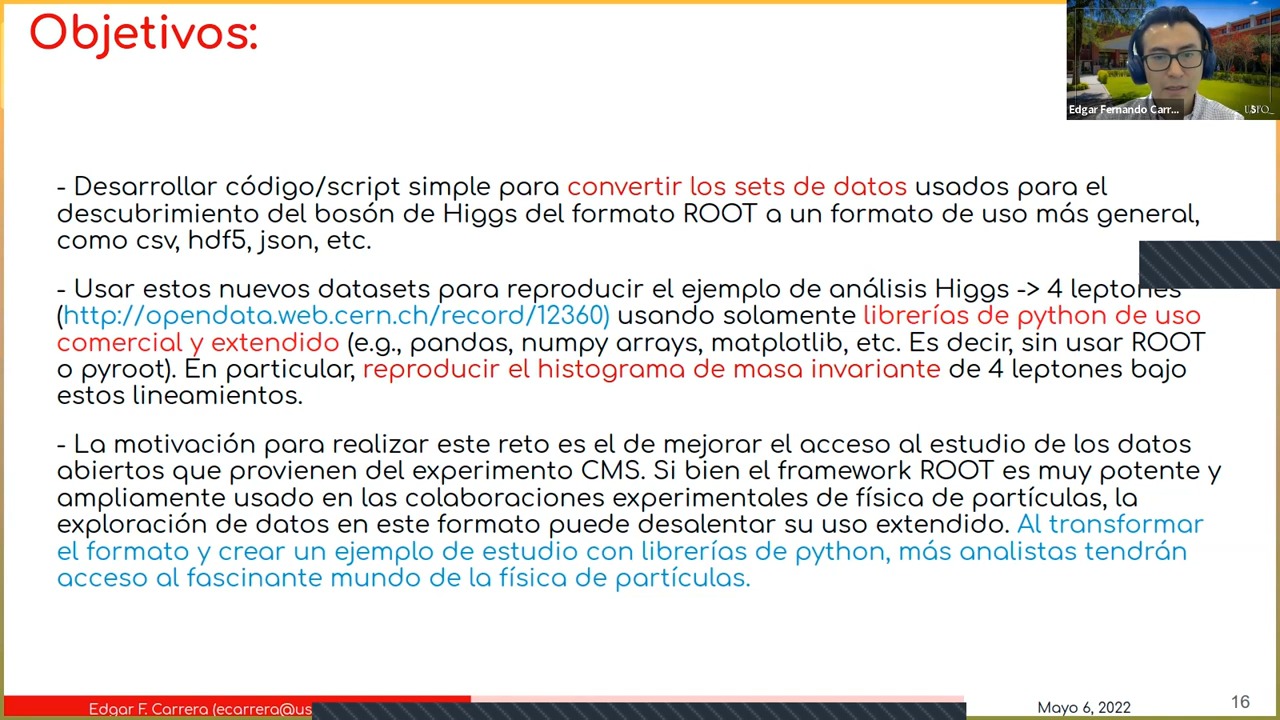 Objetivos:
Edgar Fernando Carr...
USFQ_
- Desarrollar código/script simple para convertir los sets de datos usados para el
descubrimiento del bosón de Higgs del formato ROOT a un formato de uso más general,
como csv, hdf5, json, etc.
- Usar estos nuevos datasets para reproducir el ejemplo de análisis Higgs -> 4 leptones
(http://opendata.web.cern.ch/record/12360) usando solamente librerías de python de uso
comercial y extendido (e.g., pandas, numpy arrays, matplotlib, etc. Es decir, sin usar ROOT
o pyroot). En particular, reproducir el histograma de masa invariante de 4 leptones bajo
estos lineamientos.
- La motivación para realizar este reto es el de mejorar el acceso al estudio de los datos
abiertos que provienen del experimento CMS. Si bien el framework ROOT es muy potente y
ampliamente usado en las colaboraciones experimentales de física de partículas, la
exploración de datos en este formato puede desalentar su uso extendido. Al transformar
el formato y crear un ejemplo de estudio con librerías de python, más analistas tendrán
acceso al fascinante mundo de la física de partículas.
Edgar F. Carrera (ecarrera@us
Mayo 6, 2022
16